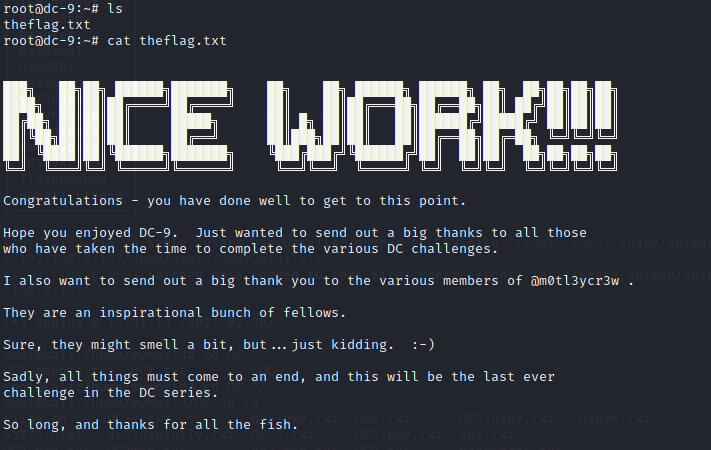 root@dc-9:~# ls
theflag.txt
root@dc-9:~# cat theflag.txt
NICE WORK!!!
Congratulations - you have done well to get to this point.
Hope you enjoyed DC-9.  Just wanted to send out a big thanks to all those
who have taken the time to complete the various DC challenges.
I also want to send out a big thank you to the various members of @m0tl3ycr3w .
They are an inspirational bunch of fellows.
Sure, they might smell a bit, but...just kidding.  :-)
Sadly, all things must come to an end, and this will be the last ever
challenge in the DC series.
So long, and thanks for all the fish.